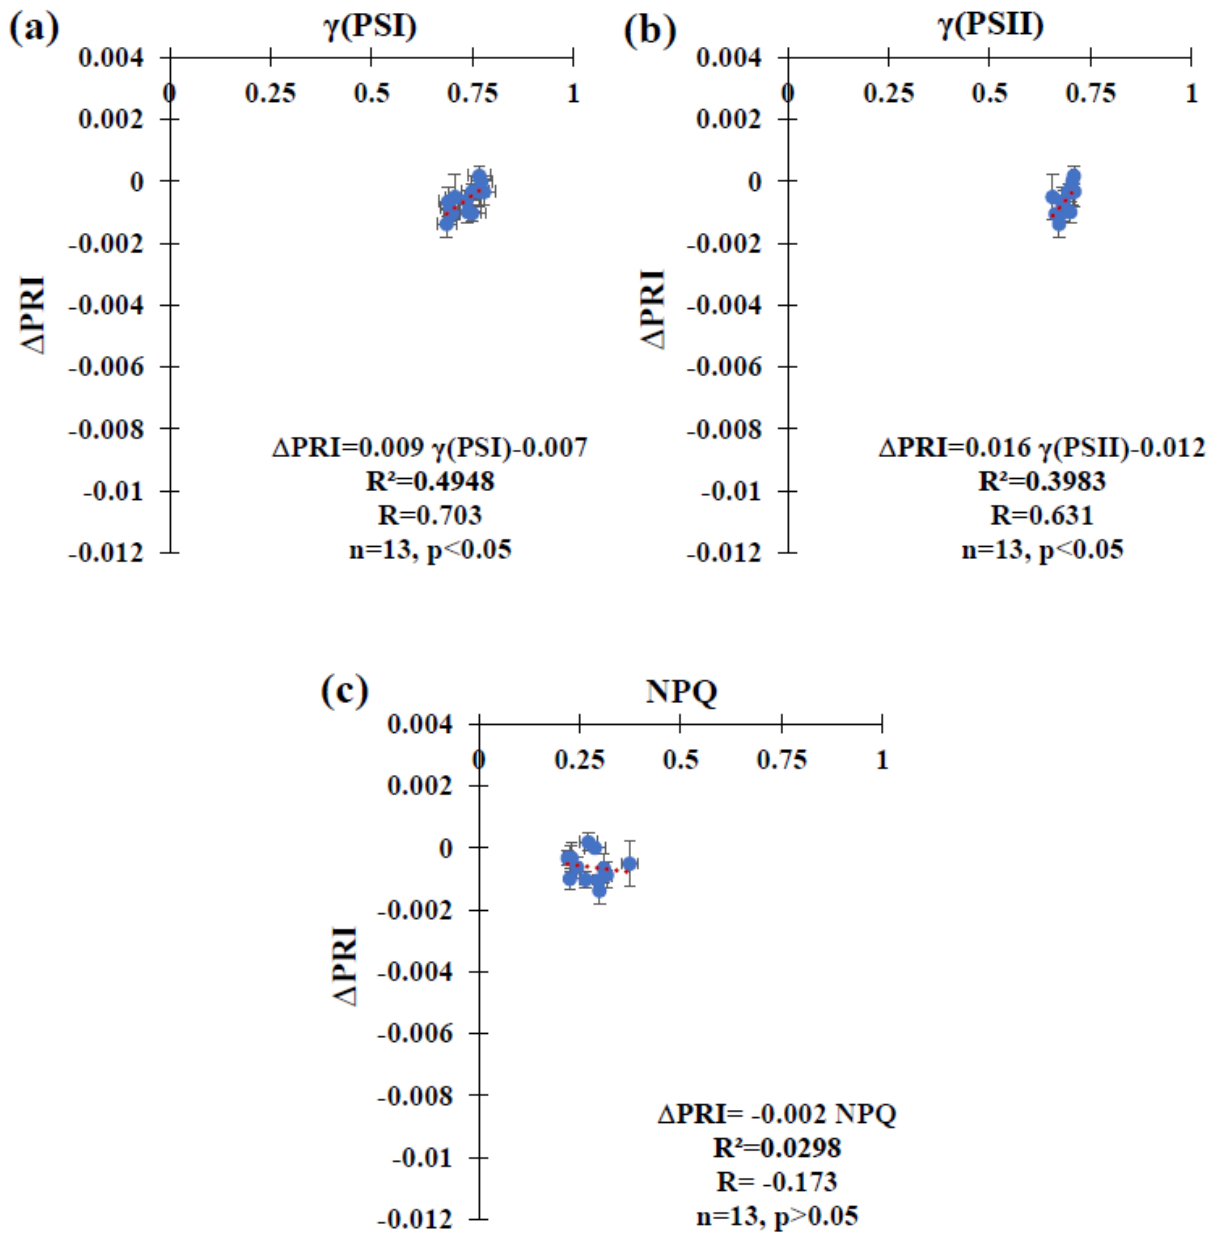 (a)
γ(PSI)
0.004
0 0.25 0.5 0.75 1
0.002
0
-0.002
-0.004
-0.006
-0.008
-0.01
-0.012
ΔPRI
ΔPRI=0.009 γ(PSI)-0.007
R²=0.4948
R=0.703
n=13, p<0.05
(b)
γ(PSII)
0.004
0 0.25 0.5 0.75 1
0.002
0
-0.002
-0.004
-0.006
-0.008
-0.01
-0.012
ΔPRI
ΔPRI=0.016 γ(PSII)-0.012
R²=0.3983
R=0.631
n=13, p<0.05
(c)
NPQ
0.004
0 0.25 0.5 0.75 1
0.002
0
-0.002
-0.004
-0.006
-0.008
-0.01
-0.012
ΔPRI
ΔPRI= -0.002 NPQ
R²=0.0298
R= -0.173
n=13, p>0.05